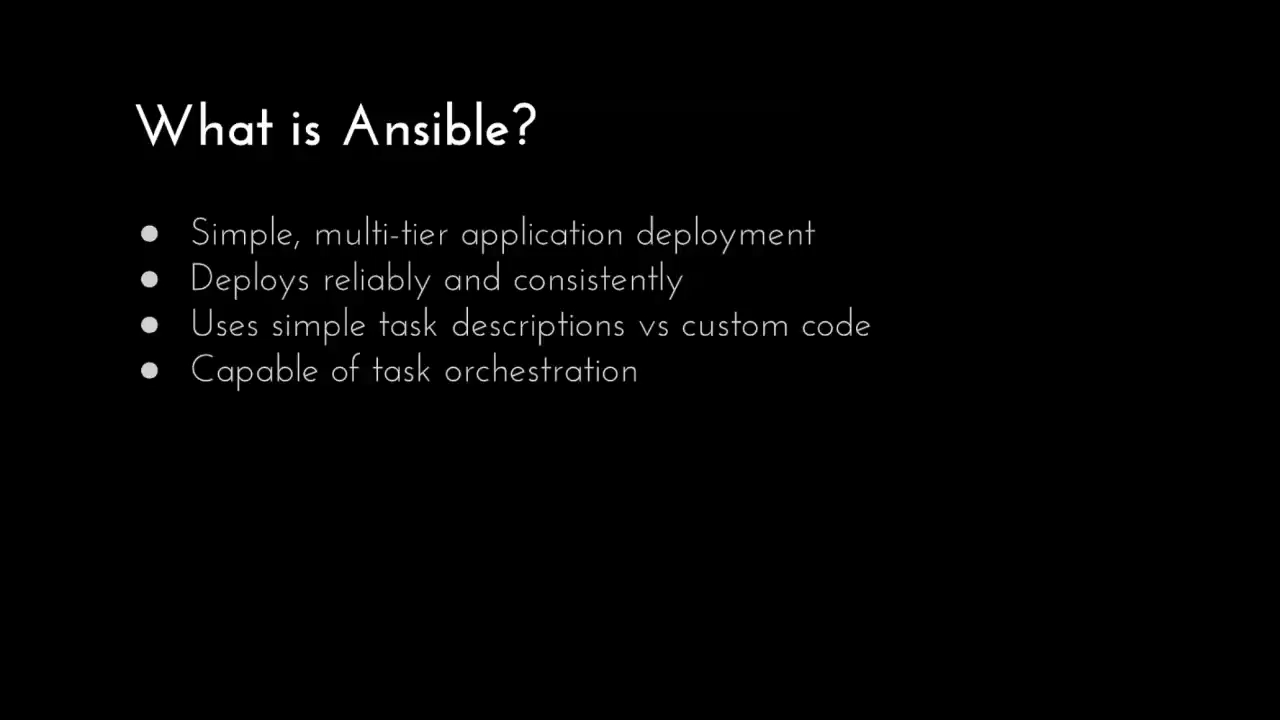 What is Ansible?
● Simple, multi-tier application deployment
● Deploys reliably and consistently
● Uses simple task descriptions vs custom code
● Capable of task orchestration